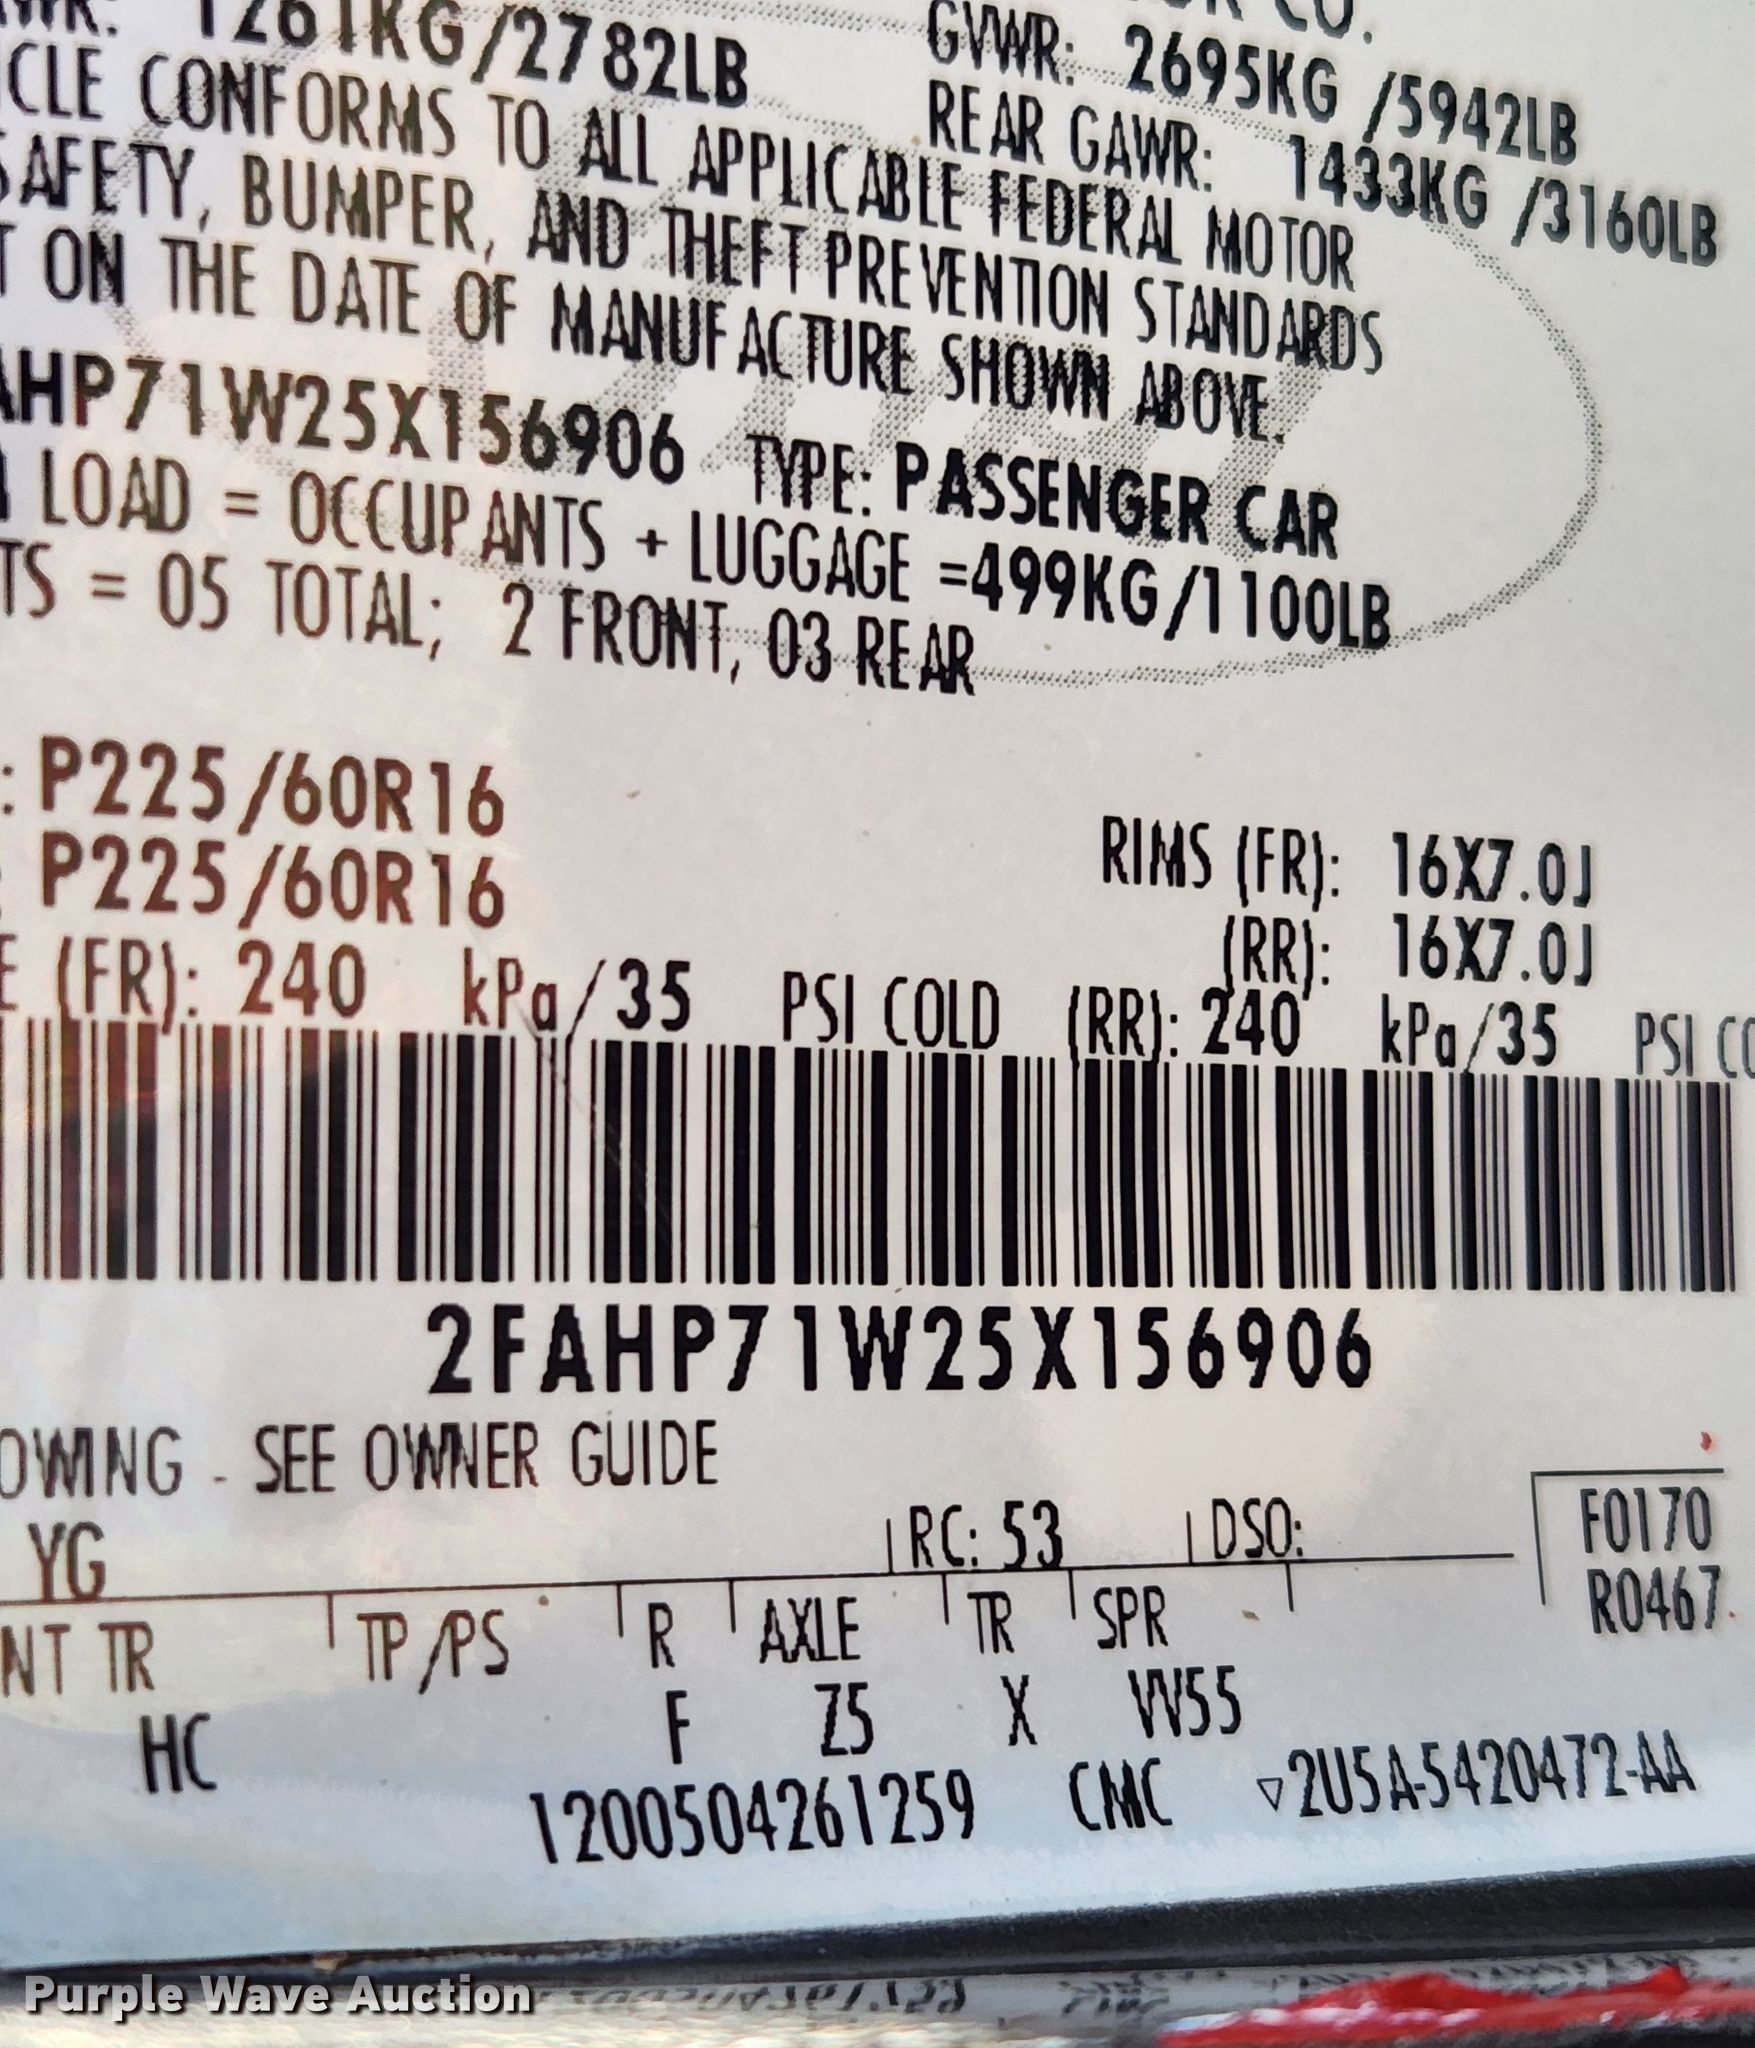 CO.
GVWR: 2695KG /5942LB
1261KG/2782LB REAR GAWR: 1433KG /3160LB
CLE CONFORMS TO ALL APPLICABLE FEDERAL MOTOR
SAFETY, BUMPER, AND THEFT PREVENTION STANDARDS
T ON THE DATE OF MANUFACTURE SHOWN ABOVE.
AHP71W25X156906 TYPE: PASSENGER CAR
LOAD = OCCUPANTS + LUGGAGE =499KG/1100LB
TS = 05 TOTAL; 2 FRONT, 03 REAR
: P225/60R16 RIMS (FR): 16X7.0J
: P225/60R16 (RR): 16X7.0J
E (FR): 240 kPa/35 PSI COLD (RR): 240 kPa/35 PSI CO
2FAHP71W25X156906
OWING - SEE OWNER GUIDE
F0170
YG RC: 53 DSO:
R0467
NT TR TP/PS R AXLE TR SPR
HC F Z5 X VV55
1200504261259 CMC ▽2U5A-5420472-AA
Purple Wave Auction